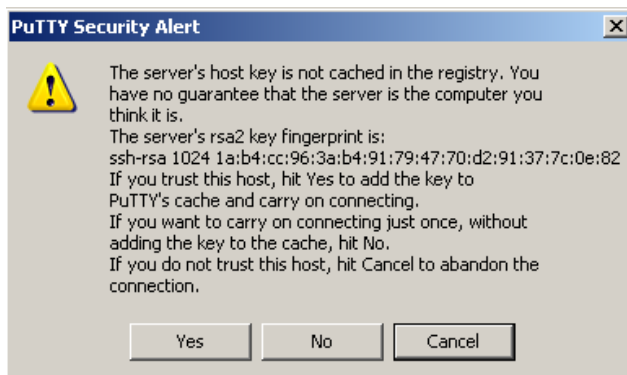 PuTTY Security Alert
The server's host key is not cached in the registry. You
have no guarantee that the server is the computer you
think it is.
The server's rsa2 key fingerprint is:
ssh-rsa 1024 1a:b4:cc:96:3a:b4:91:79:47:70:d2:91:37:7c:0e:82
If you trust this host, hit Yes to add the key to
PuTTY's cache and carry on connecting.
If you want to carry on connecting just once, without
adding the key to the cache, hit No.
If you do not trust this host, hit Cancel to abandon the
connection.
Yes No Cancel